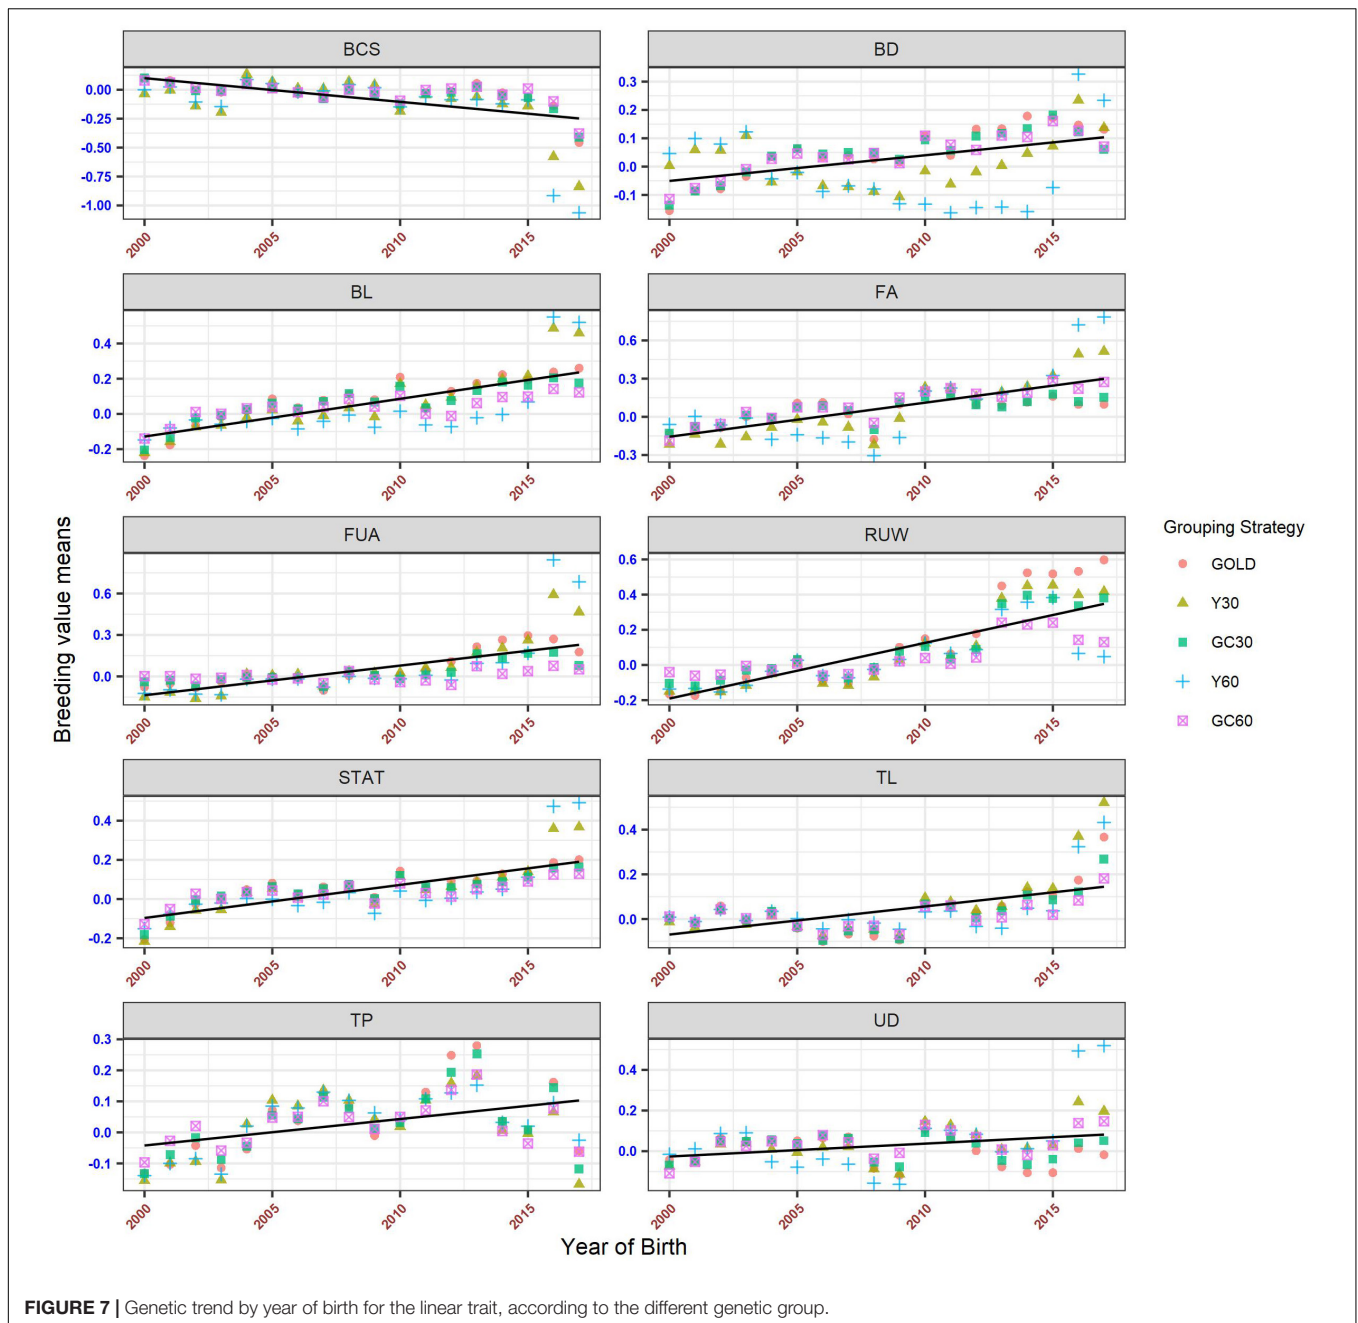 BCS
0.00
-0.25
-0.50
-0.75
-1.00
2000 2005 2010 2015
BD
0.3
0.2
0.1
0.0
-0.1
2000 2005 2010 2015
BL
0.4
0.2
0.0
-0.2
2000 2005 2010 2015
FA
0.6
0.3
0.0
-0.3
2000 2005 2010 2015
FUA
0.6
0.3
0.0
2000 2005 2010 2015
RUW
0.6
0.4
0.2
0.0
-0.2
2000 2005 2010 2015
STAT
0.4
0.2
0.0
-0.2
2000 2005 2010 2015
TL
0.4
0.2
0.0
2000 2005 2010 2015
TP
0.3
0.2
0.1
0.0
-0.1
2000 2005 2010 2015
UD
0.4
0.2
0.0
2000 2005 2010 2015
Breeding value means
Year of Birth
Grouping Strategy
GOLD
Y30
GC30
Y60
GC60
FIGURE 7 | Genetic trend by year of birth for the linear trait, according to the different genetic group.